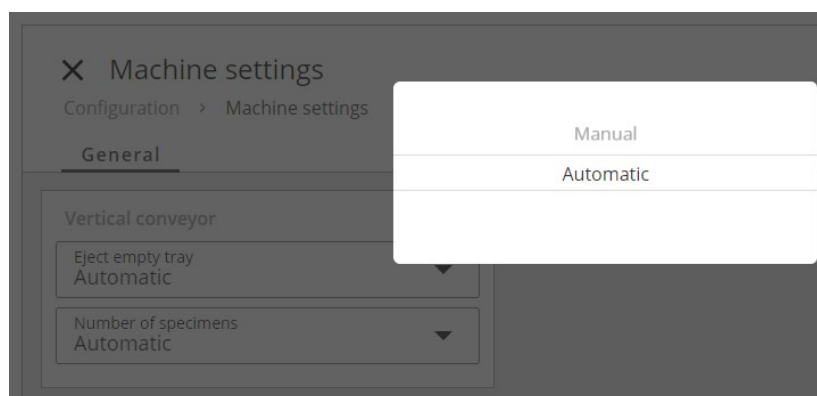 Machine settings
Configuration > Machine settings
General
Manual
Automatic
Vertical conveyor
Eject empty tray
Automatic
Number of specimens
Automatic